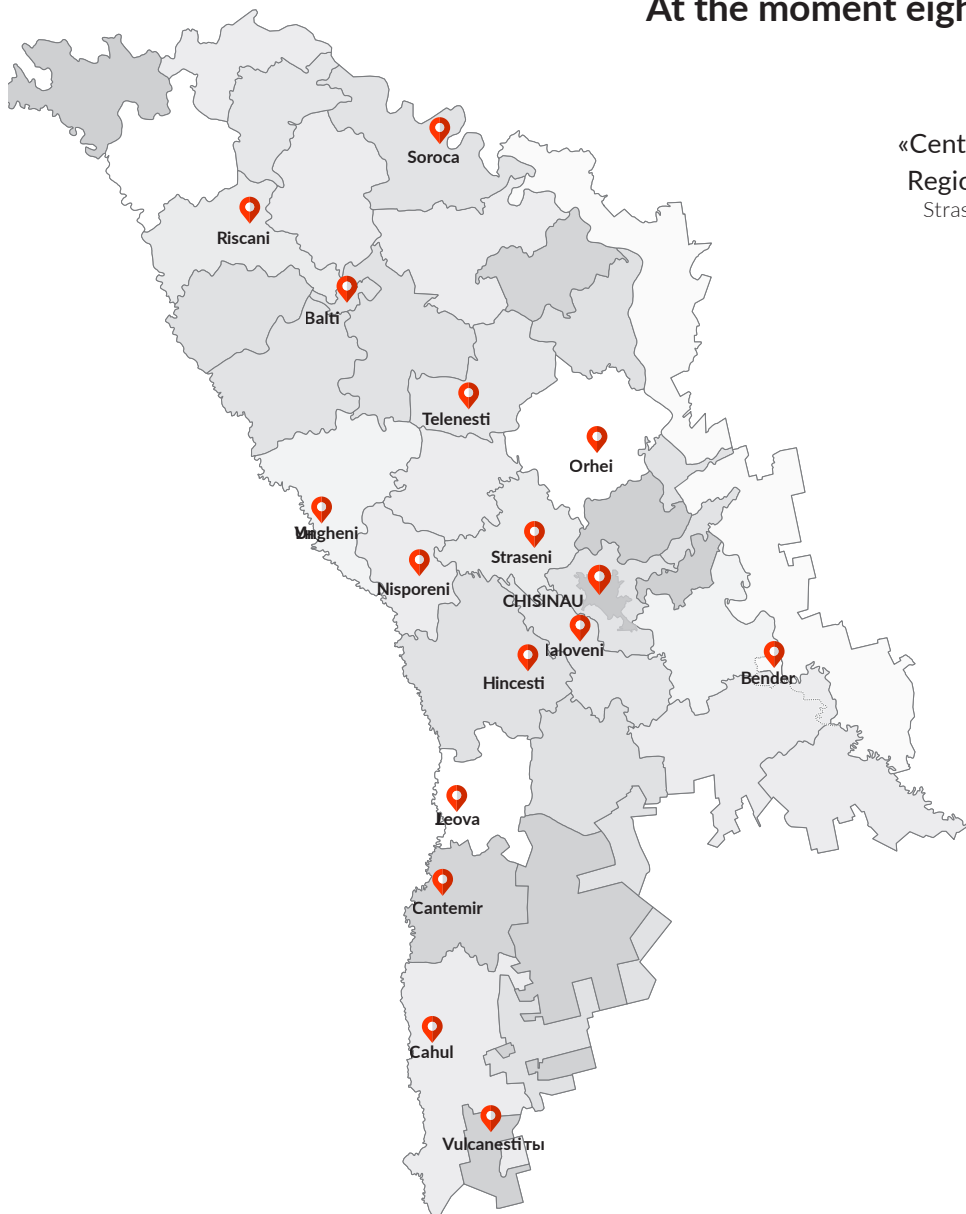 At the moment eigh
«Cent
Regio
Stras
Soroca
Riscani
Balti
Telenesti
Orhei
Ungheni
Straseni
Nisporeni
CHISINAU
Ialoveni
Hincesti
Bender
Leova
Cantemir
Cahul
Vulcanesti ты